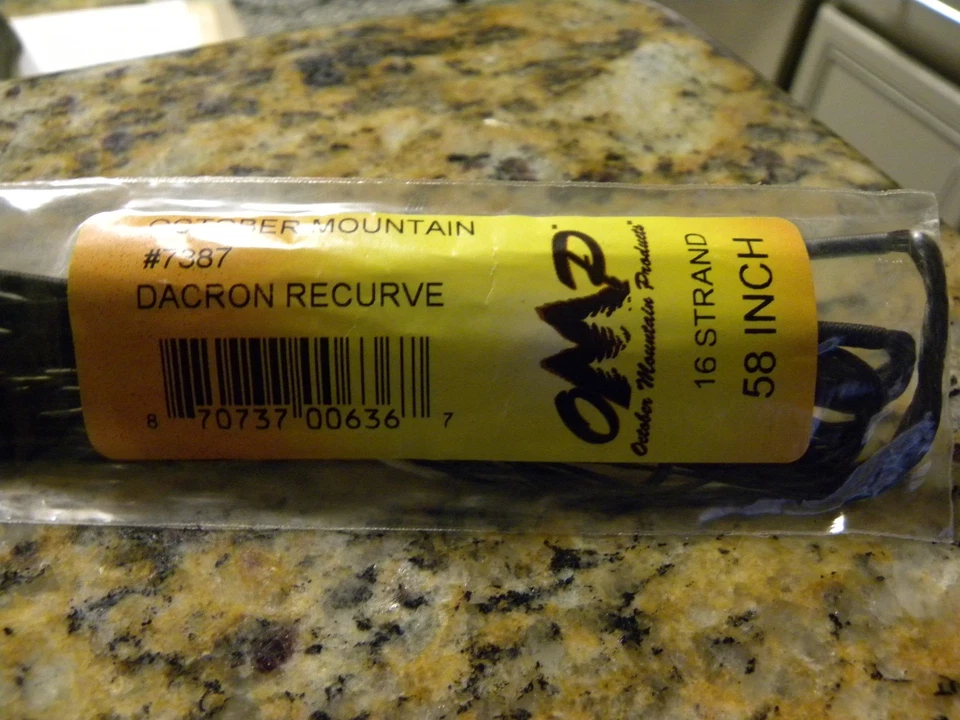 OCTOBER MOUNTAIN
#7387
DACRON RECURVE
8 70737 00636 7
OMP
"October Mountain Products"
16 STRAND
58 INCH